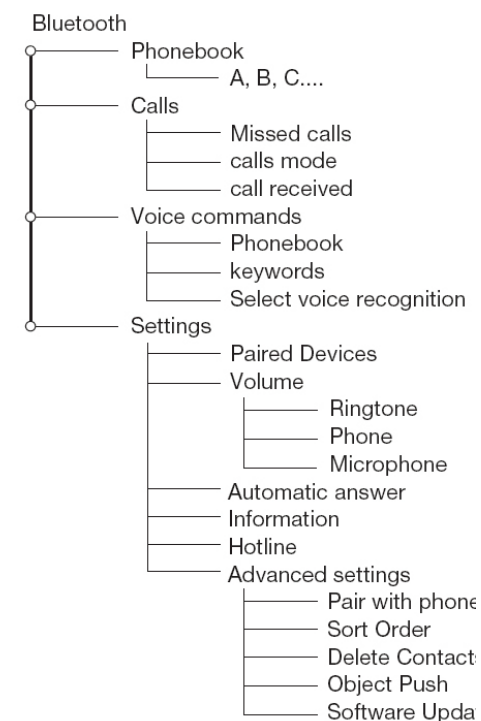 Bluetooth
Phonebook
A, B, C....
Calls
Missed calls
calls mode
call received
Voice commands
Phonebook
keywords
Select voice recognition
Settings
Paired Devices
Volume
Ringtone
Phone
Microphone
Automatic answer
Information
Hotline
Advanced settings
Pair with phone
Sort Order
Delete Contact
Object Push
Software Upda